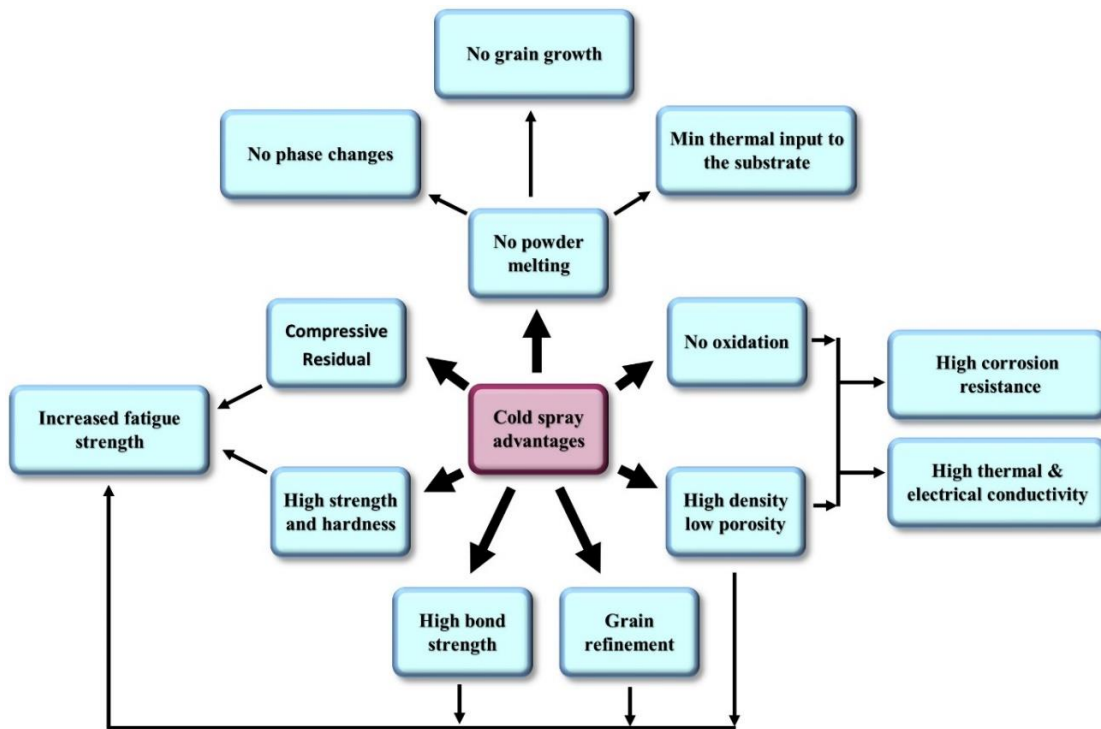 No grain growth
No phase changes
Min thermal input to
the substrate
No powder
melting
Compressive
Residual
No oxidation
High corrosion
resistance
Increased fatigue
strength
Cold spray
advantages
High strength
and hardness
High density
low porosity
High thermal &
electrical conductivity
High bond
strength
Grain
refinement